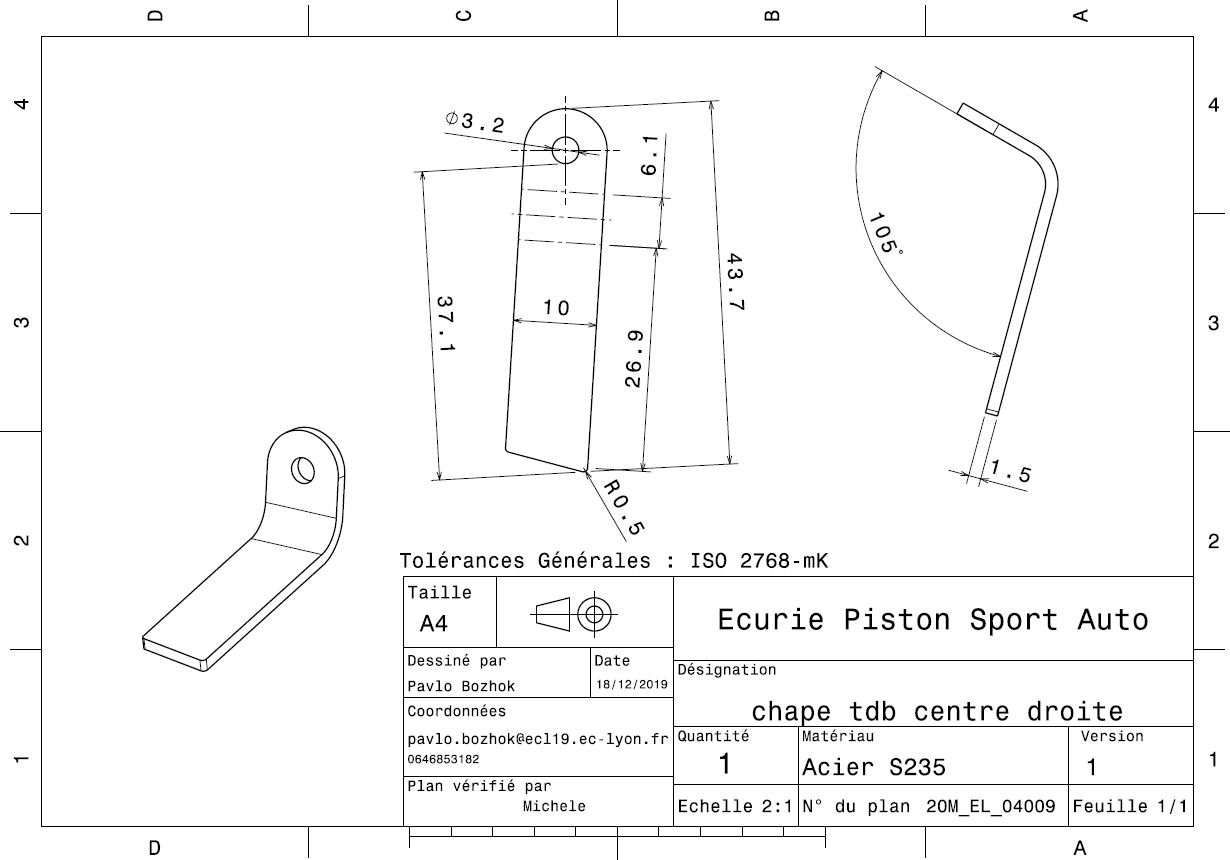 D C B A
4 4
Ø3.2
6.1
105°
43.7
37.1
10
3 3
26.9
1.5
R0.5
2 2
Tolérances Générales : ISO 2768-mK
Taille
A4
Ecurie Piston Sport Auto
Dessiné par
Pavlo Bozhok
Date
18/12/2019
Désignation
chape tdb centre droite
Coordonnées
pavlo.bozhok@ecl19.ec-lyon.fr
0646853182
Quantité
1
Matériau
Acier S235
Version
1
1 1
Plan vérifié par
Michele
Echelle 2:1
N° du plan 20M_EL_04009
Feuille 1/1
D A